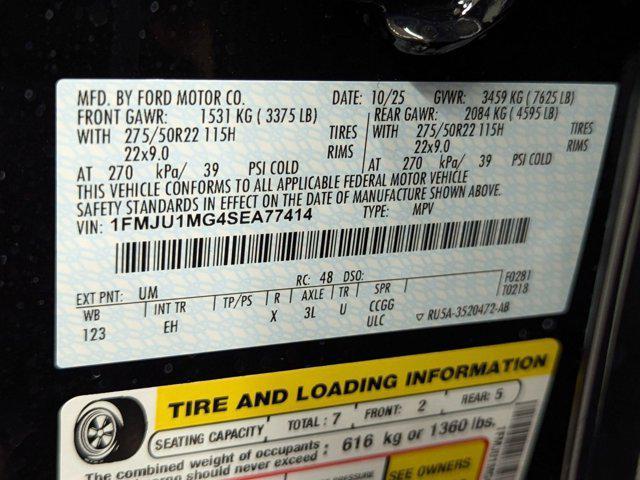 MFD. BY FORD MOTOR CO. DATE: 10/25 GVWR: 3459 KG ( 7625 LB)
FRONT GAWR: 1531 KG ( 3375 LB) REAR GAWR: 2084 KG ( 4595 LB)
WITH 275/50R22 115H TIRES WITH 275/50R22 115H TIRES
22x9.0 RIMS 22x9.0 RIMS
AT 270 kPa/ 39 PSI COLD AT 270 kPa/ 39 PSI COLD
THIS VEHICLE CONFORMS TO ALL APPLICABLE FEDERAL MOTOR VEHICLE
SAFETY STANDARDS IN EFFECT ON THE DATE OF MANUFACTURE SHOWN ABOVE.
VIN: 1FMJU1MG4SEA77414 TYPE: MPV
EXT PNT: UM RC: 48 DSO: F0281
WB INT TR TP/PS R AXLE TR SPR T0218
123 EH X 3L U CCGG ▽ RU5A-3520472-AB
ULC
TIRE AND LOADING INFORMATION
SEATING CAPACITY TOTAL : 7 FRONT: 2 REAR: 5
The combined weight of occupants
cargo should never exceed : 616 kg or 1360 lbs.
SEE OWNERS